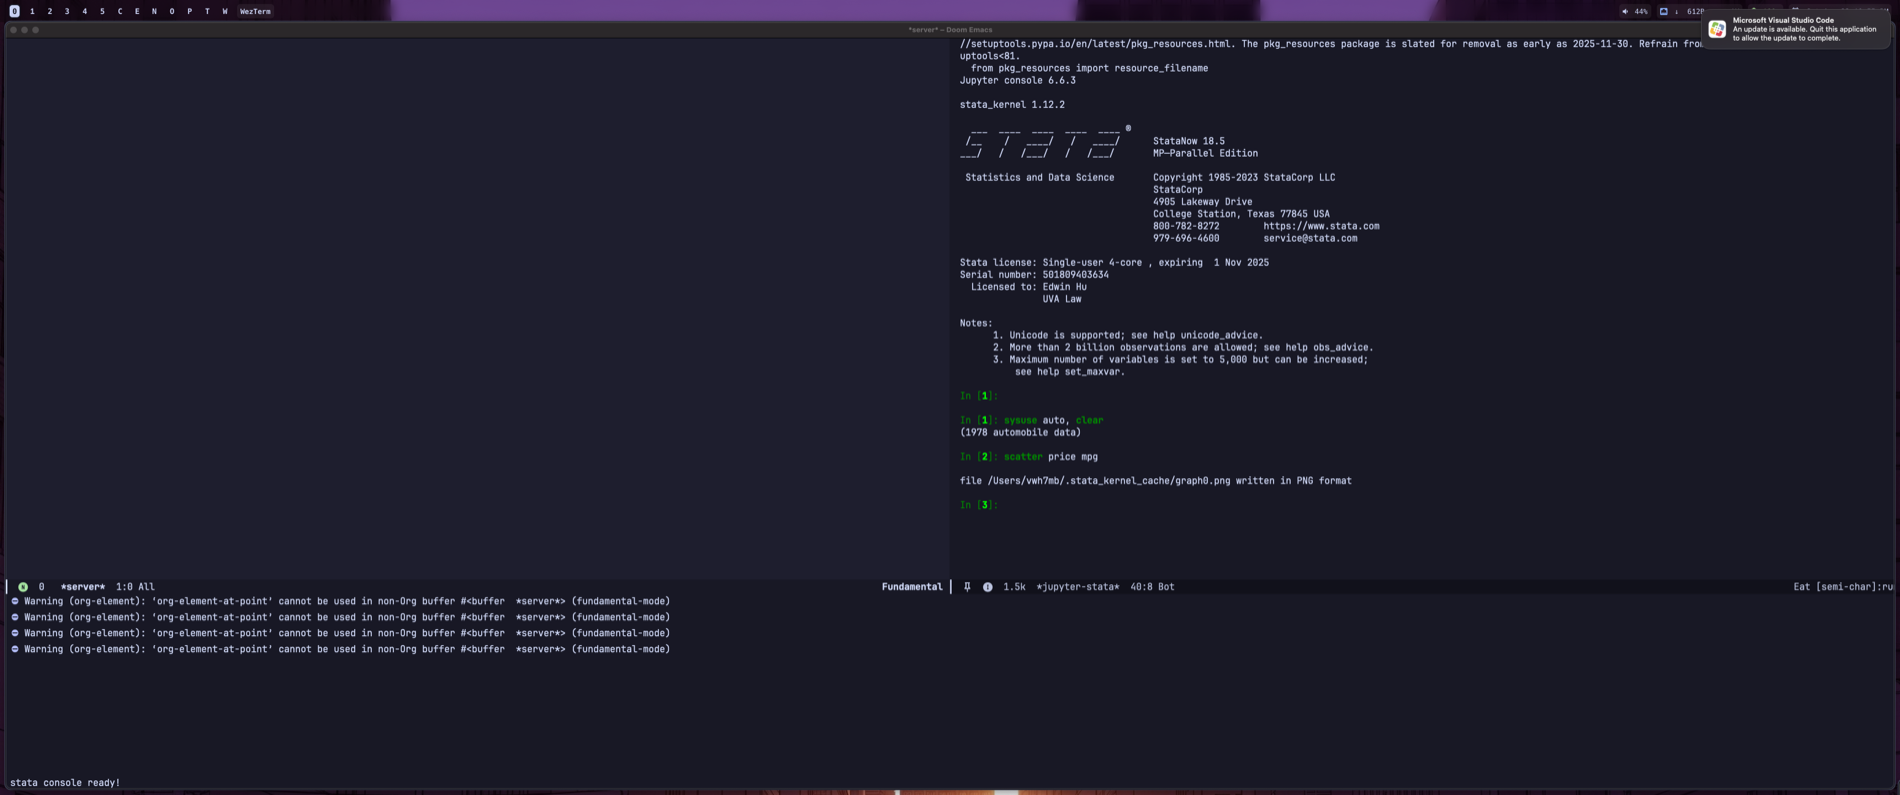 0 1 2 3 4 5 C E N O P T W WezTerm
44% ↓ 612B
*server* – Doom Emacs
Microsoft Visual Studio Code
An update is available. Quit this application
to allow the update to complete.
//setuptools.pypa.io/en/latest/pkg_resources.html. The pkg_resources package is slated for removal as early as 2025-11-30. Refrain from
uptools<81.
from pkg_resources import resource_filename
Jupyter console 6.6.3
stata_kernel 1.12.2
___  ____  ____  ____  ____ ®
/__    /   ____/   /   ____/      StataNow 18.5
___/   /   /___/   /   /___/       MP—Parallel Edition
Statistics and Data Science       Copyright 1985-2023 StataCorp LLC
StataCorp
4905 Lakeway Drive
College Station, Texas 77845 USA
800-782-8272        https://www.stata.com
979-696-4600        service@stata.com
Stata license: Single-user 4-core , expiring  1 Nov 2025
Serial number: 501809403634
Licensed to: Edwin Hu
UVA Law
Notes:
1. Unicode is supported; see help unicode_advice.
2. More than 2 billion observations are allowed; see help obs_advice.
3. Maximum number of variables is set to 5,000 but can be increased;
see help set_maxvar.
In [1]:
In [1]: sysuse auto, clear
(1978 automobile data)
In [2]: scatter price mpg
file /Users/vwh7mb/.stata_kernel_cache/graph0.png written in PNG format
In [3]:
N 0 *server* 1:0 All Fundamental
1.5k *jupyter-stata* 40:8 Bot Eat [semi-char]:ru
Warning (org-element): ‘org-element-at-point’ cannot be used in non-Org buffer #<buffer  *server*> (fundamental-mode)
Warning (org-element): ‘org-element-at-point’ cannot be used in non-Org buffer #<buffer  *server*> (fundamental-mode)
Warning (org-element): ‘org-element-at-point’ cannot be used in non-Org buffer #<buffer  *server*> (fundamental-mode)
Warning (org-element): ‘org-element-at-point’ cannot be used in non-Org buffer #<buffer  *server*> (fundamental-mode)
stata console ready!